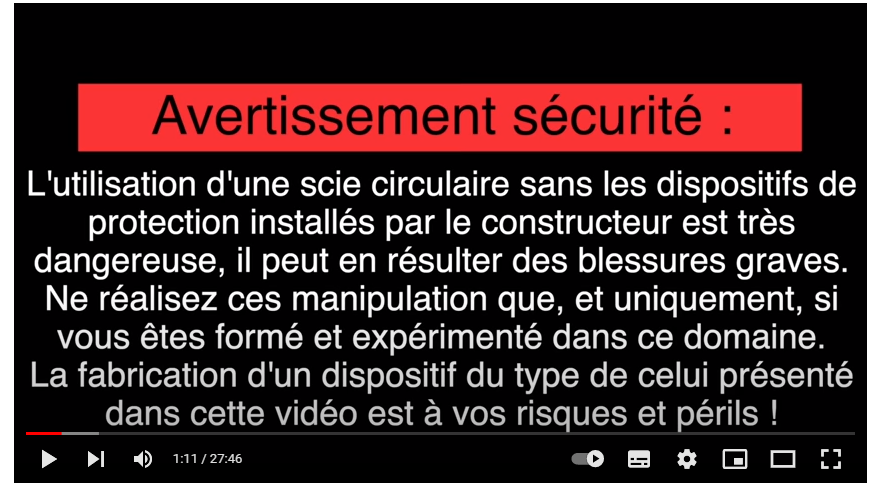 Avertissement sécurité :
L'utilisation d'une scie circulaire sans les dispositifs de
protection installés par le constructeur est très
dangereuse, il peut en résulter des blessures graves.
Ne réalisez ces manipulation que, et uniquement, si
vous êtes formé et expérimenté dans ce domaine.
La fabrication d'un dispositif du type de celui présenté
dans cette vidéo est à vos risques et périls !
1:11 / 27:46